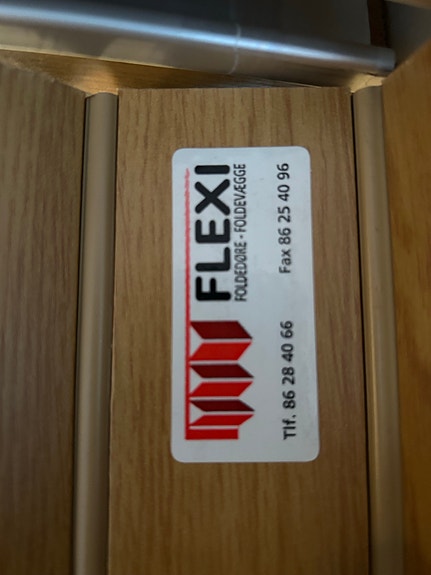 FLEXI
FOLDEDØRE - FOLDEVÆGGE
Tlf. 86 28 40 66 Fax 86 25 40 96